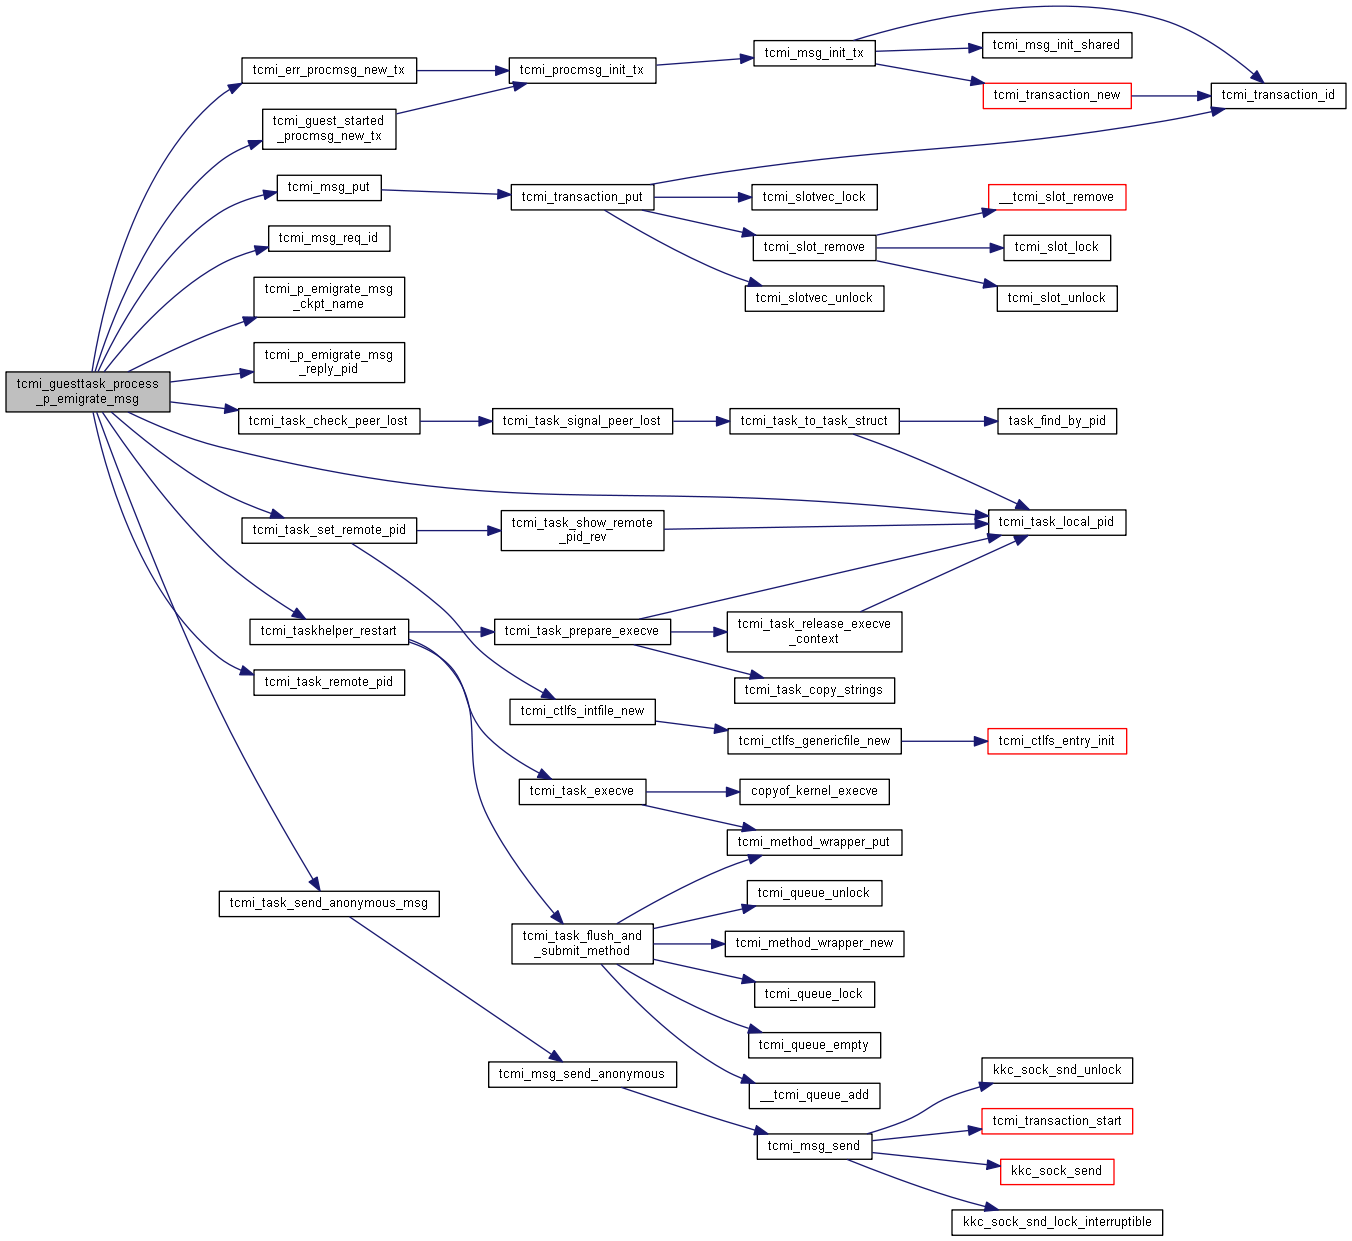 tcmi_guesttask_process
_p_emigrate_msg
tcmi_err_procmsg_new_tx
tcmi_guest_started
_procmsg_new_tx
tcmi_msg_put
tcmi_msg_req_id
tcmi_p_emigrate_msg
_ckpt_name
tcmi_p_emigrate_msg
_reply_pid
tcmi_task_check_peer_lost
tcmi_task_set_remote_pid
tcmi_taskhelper_restart
tcmi_task_remote_pid
tcmi_task_send_anonymous_msg
tcmi_procmsg_init_tx
tcmi_transaction_put
tcmi_task_signal_peer_lost
tcmi_task_show_remote
_pid_rev
tcmi_task_prepare_execve
tcmi_ctlfs_intfile_new
tcmi_task_execve
tcmi_task_flush_and
_submit_method
tcmi_msg_send_anonymous
tcmi_msg_init_tx
tcmi_slotvec_lock
tcmi_slot_remove
tcmi_slotvec_unlock
tcmi_task_to_task_struct
tcmi_task_release_execve
_context
tcmi_task_copy_strings
tcmi_ctlfs_genericfile_new
copyof_kernel_execve
tcmi_method_wrapper_put
tcmi_queue_unlock
tcmi_method_wrapper_new
tcmi_queue_lock
tcmi_queue_empty
__tcmi_queue_add
tcmi_msg_send
tcmi_msg_init_shared
tcmi_transaction_new
__tcmi_slot_remove
tcmi_slot_lock
tcmi_slot_unlock
task_find_by_pid
tcmi_task_local_pid
tcmi_ctlfs_entry_init
kkc_sock_snd_unlock
tcmi_transaction_start
kkc_sock_send
kkc_sock_snd_lock_interruptible
tcmi_transaction_id